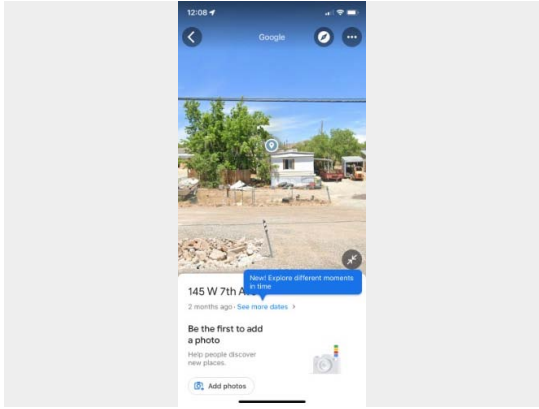 12:08
Google
New! Explore different moments
in time
145 W 7th A
2 months ago · See more dates >
Be the first to add
a photo
Help people discover
new places.
Add photos